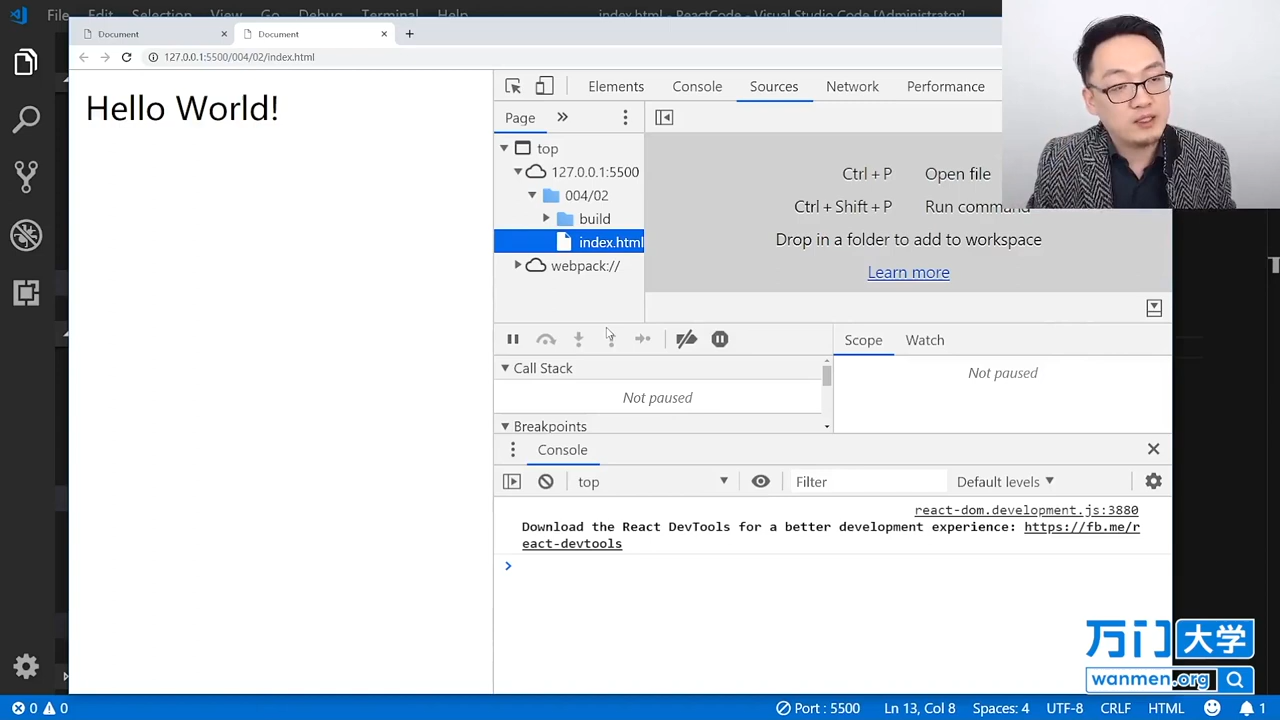 File Edit Selection View Go Debug Terminal Help
index.html - ReactCode - Visual Studio Code [Administrator]
Document
Document
127.0.0.1:5500/004/02/index.html
Hello World!
Elements Console Sources Network Performance
Page
top
127.0.0.1:5500
004/02
build
index.html
webpack://
Ctrl + P Open file
Ctrl + Shift + P Run command
Drop in a folder to add to workspace
Learn more
Scope Watch
Call Stack
Not paused
Not paused
Breakpoints
Console
top
Filter
Default levels
react-dom.development.js:3880
Download the React DevTools for a better development experience: https://fb.me/r
eact-devtools
万门大学
wanmen.org
0 0
Port : 5500 Ln 13, Col 8 Spaces: 4 UTF-8 CRLF HTML 1